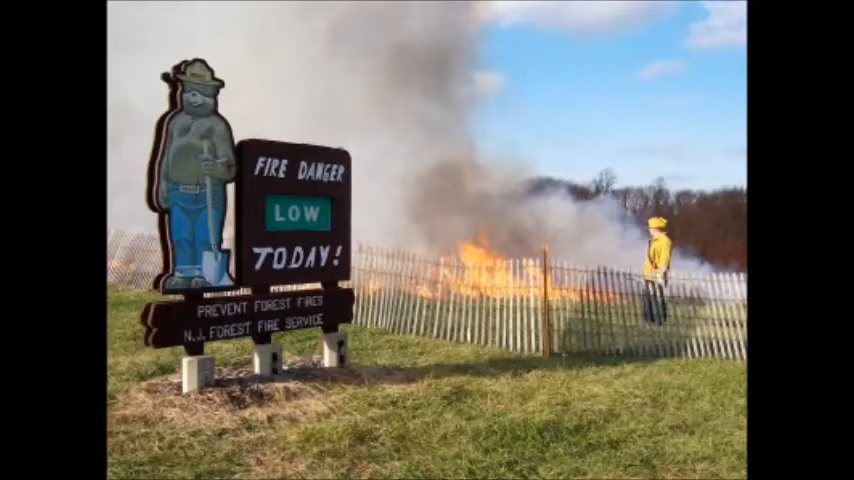 FIRE DANGER
LOW
TODAY!
PREVENT FOREST FIRES
N.J. FOREST FIRE SERVICE